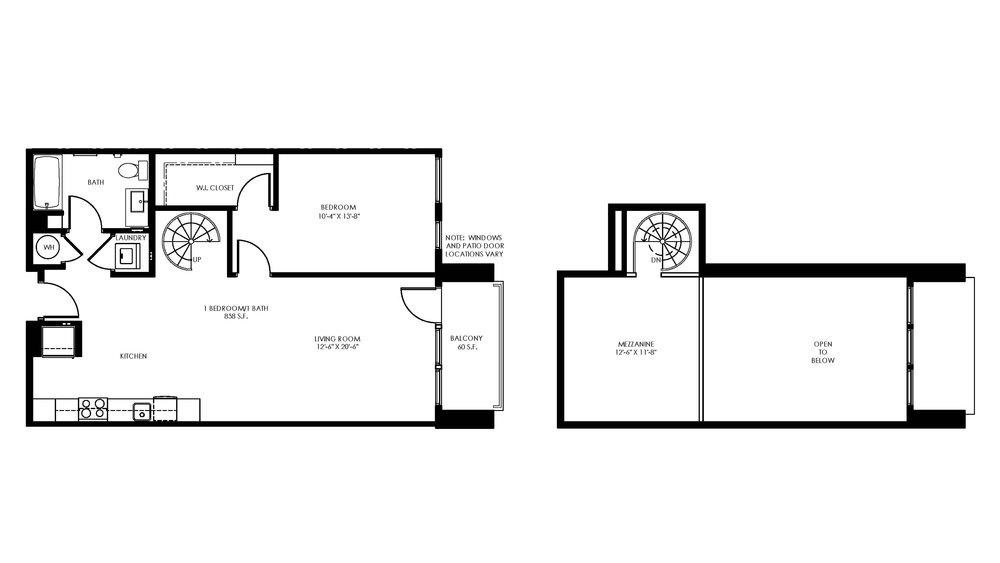 BATH
W.I. CLOSET
BEDROOM
10'-4" X 13'-8"
WH
LAUNDRY
UP
NOTE: WINDOWS
AND PATIO DOOR
LOCATIONS VARY
1 BEDROOM/1 BATH
858 S.F.
LIVING ROOM
12'-6" X 20'-6"
BALCONY
60 S.F.
KITCHEN
DN
MEZZANINE
12'-6" X 11'-8"
OPEN
TO
BELOW